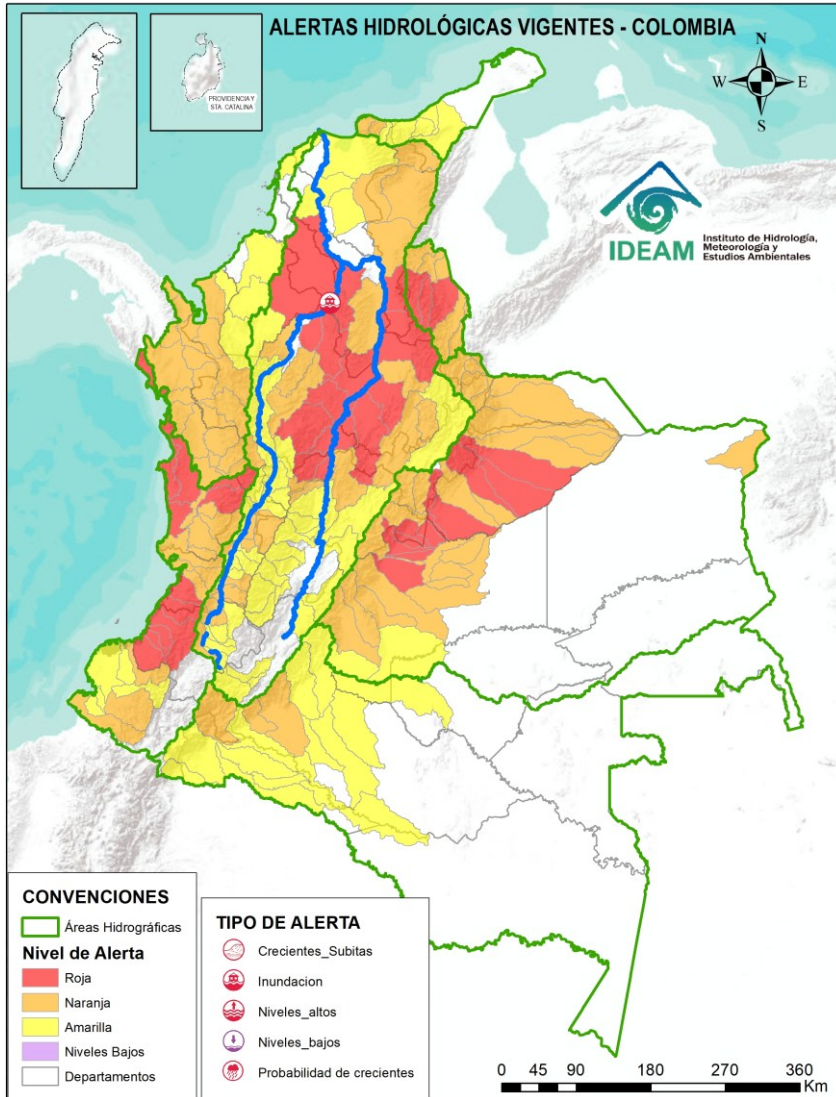 ALERTAS HIDROLÓGICAS VIGENTES - COLOMBIA
PROVIDENCIA Y
STA. CATALINA
N
W
E
S
IDEAM
Instituto de Hidrología,
Meteorología y
Estudios Ambientales
CONVENCIONES
Áreas Hidrográficas
Nivel de Alerta
Roja
Naranja
Amarilla
Niveles Bajos
Departamentos
TIPO DE ALERTA
Crecientes_Subitas
Inundacion
Niveles_altos
Niveles_bajos
Probabilidad de crecientes
0 45 90 180 270 360
Km